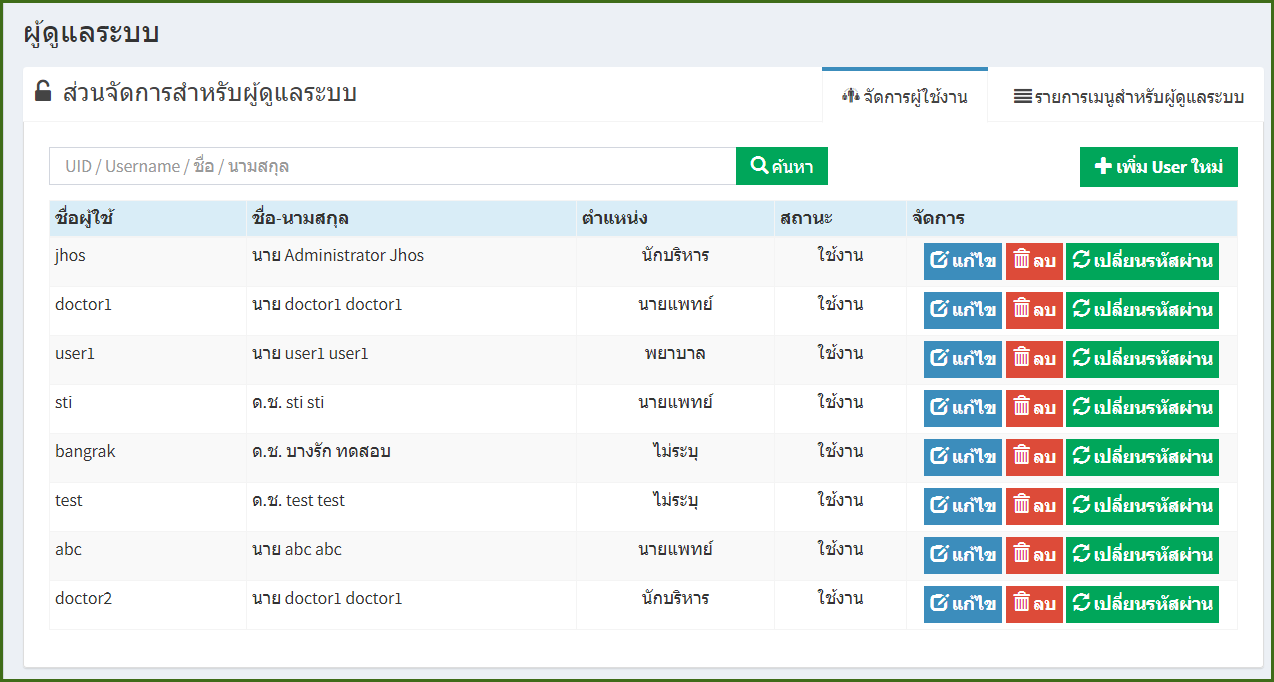 ผู้ดูแลระบบ
ส่วนจัดการสำหรับผู้ดูแลระบบ จัดการผู้ใช้งาน รายการเมนูสำหรับผู้ดูแลระบบ
UID / Username / ชื่อ / นามสกุล ค้นหา เพิ่ม User ใหม่
ชื่อผู้ใช้ ชื่อ-นามสกุล ตำแหน่ง สถานะ จัดการ
jhos นาย Administrator Jhos นักบริหาร ใช้งาน แก้ไข ลบ เปลี่ยนรหัสผ่าน
doctor1 นาย doctor1 doctor1 นายแพทย์ ใช้งาน แก้ไข ลบ เปลี่ยนรหัสผ่าน
user1 นาย user1 user1 พยาบาล ใช้งาน แก้ไข ลบ เปลี่ยนรหัสผ่าน
sti ด.ช. sti sti นายแพทย์ ใช้งาน แก้ไข ลบ เปลี่ยนรหัสผ่าน
bangrak ด.ช. บางรัก ทดสอบ ไม่ระบุ ใช้งาน แก้ไข ลบ เปลี่ยนรหัสผ่าน
test ด.ช. test test ไม่ระบุ ใช้งาน แก้ไข ลบ เปลี่ยนรหัสผ่าน
abc นาย abc abc นายแพทย์ ใช้งาน แก้ไข ลบ เปลี่ยนรหัสผ่าน
doctor2 นาย doctor1 doctor1 นักบริหาร ใช้งาน แก้ไข ลบ เปลี่ยนรหัสผ่าน